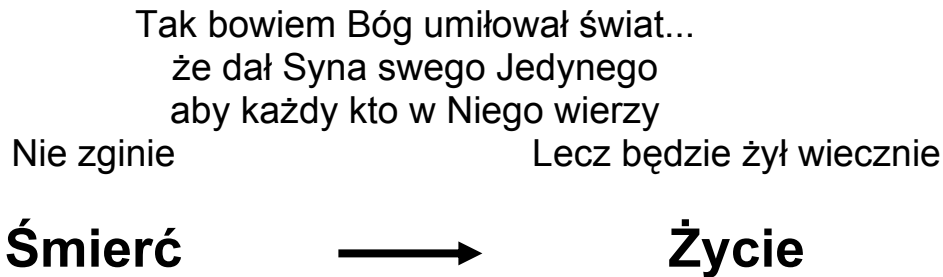 Tak bowiem Bóg umiłował świat...
że dał Syna swego Jedynego
aby każdy kto w Niego wierzy
Nie zginie Lecz będzie żył wiecznie
Śmierć Życie